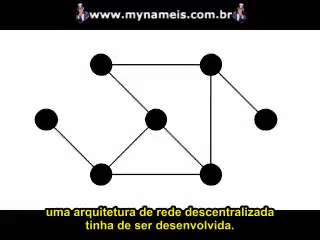 www.mynameis.com.br
uma arquitetura de rede descentralizada
tinha de ser desenvolvida.